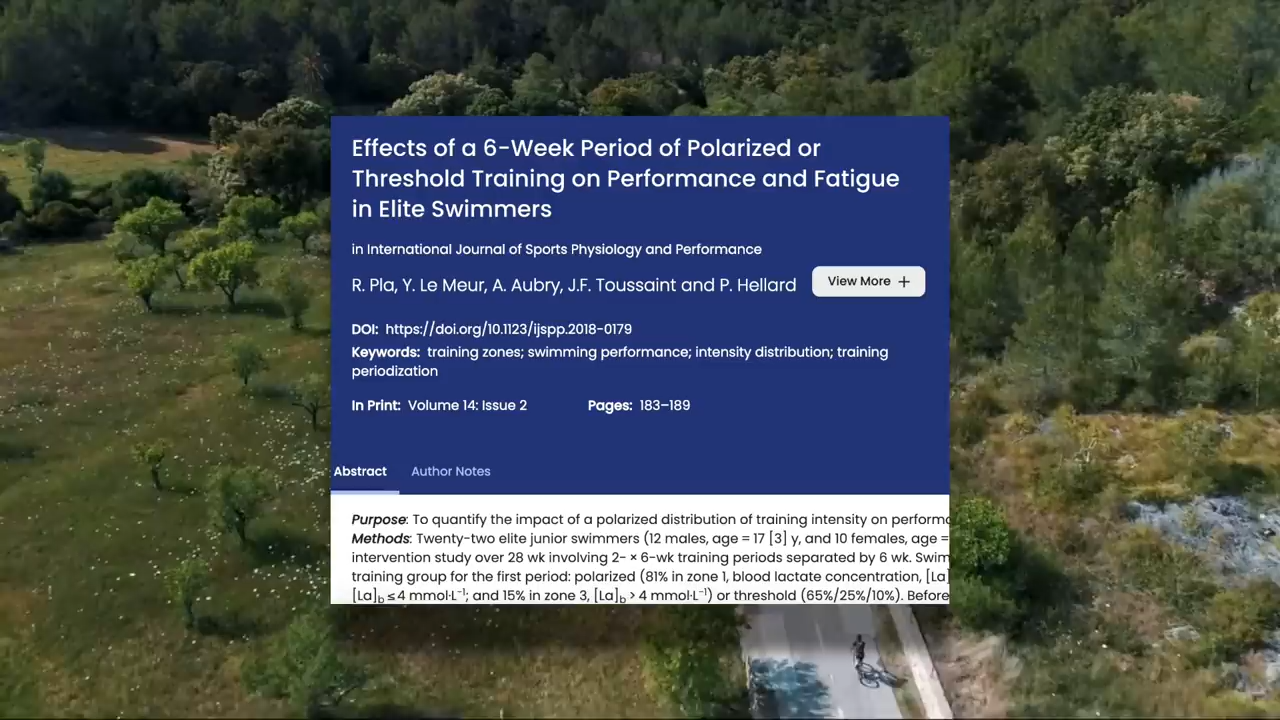 Effects of a 6-Week Period of Polarized or
Threshold Training on Performance and Fatigue
in Elite Swimmers
in International Journal of Sports Physiology and Performance
R. Pla, Y. Le Meur, A. Aubry, J.F. Toussaint and P. Hellard
View More +
DOI: https://doi.org/10.1123/ijspp.2018-0179
Keywords: training zones; swimming performance; intensity distribution; training
periodization
In Print: Volume 14: Issue 2 Pages: 183–189
Abstract Author Notes
Purpose: To quantify the impact of a polarized distribution of training intensity on
Methods: Twenty-two elite junior swimmers (12 males, age = 17 [3] y, and 10 females, age =
intervention study over 28 wk involving 2- × 6-wk training periods separated by 6 wk.
training group for the first period: polarized (81% in zone 1, blood lactate concentration, [La]
[La]b ≤ 4 mmol·L⁻¹; and 15% in zone 3, [La]b > 4 mmol·L⁻¹) or threshold (65%/25%/10%). Before